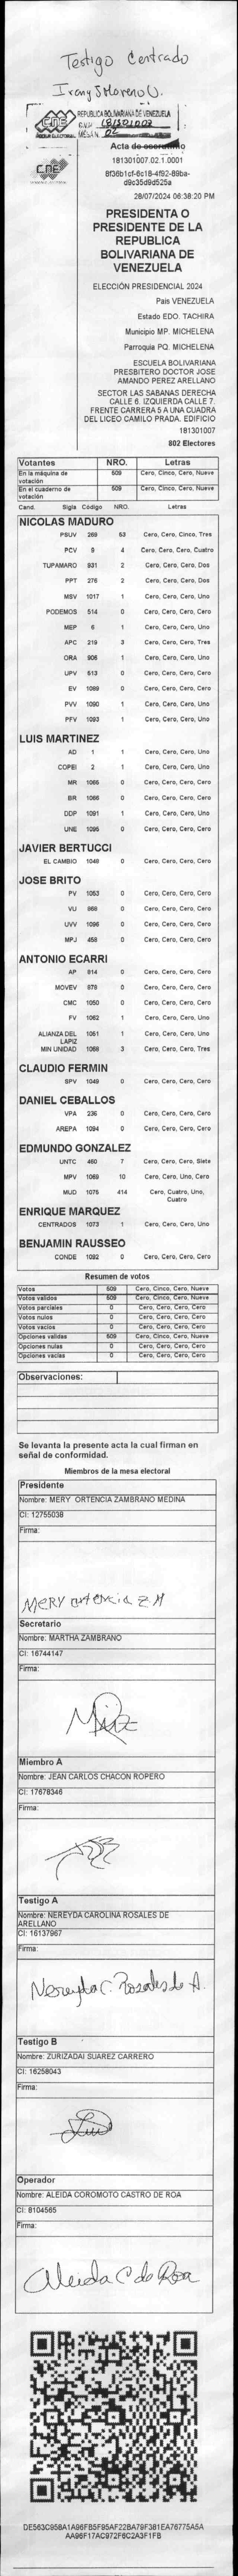 Testigo Centrado
Irany S Moreno U.
CNE
REPUBLICA BOLIVARIANA DE VENEZUELA
181301007
MESA N° 02
Acta de escrutinio
181301007.02.1.0001
CNE
8f36b1cf-6c18-4f92-89ba-
d9c35d9d525a
28/07/2024 06:38:20 PM
PRESIDENTA O
PRESIDENTE DE LA
REPUBLICA
BOLIVARIANA DE
VENEZUELA
ELECCIÓN PRESIDENCIAL 2024
Pais VENEZUELA
Estado EDO. TACHIRA
Municipio MP. MICHELENA
Parroquia PQ. MICHELENA
ESCUELA BOLIVARIANA
PRESBITERO DOCTOR JOSE
AMANDO PEREZ ARELLANO
SECTOR LAS SABANAS DERECHA
CALLE 6. IZQUIERDA CALLE 7.
FRENTE CARRERA 5 A UNA CUADRA
DEL LICEO CAMILO PRADA. EDIFICIO
181301007
802 Electores
Votantes NRO. Letras
En la máquina de votación 509 Cero, Cinco, Cero, Nueve
En el cuaderno de votación 509 Cero, Cinco, Cero, Nueve
Cand. Sigla Código NRO. Letras
NICOLAS MADURO
PSUV 269 53 Cero, Cero, Cinco, Tres
PCV 9 4 Cero, Cero, Cero, Cuatro
TUPAMARO 931 2 Cero, Cero, Cero, Dos
PPT 276 2 Cero, Cero, Cero, Dos
MSV 1017 1 Cero, Cero, Cero, Uno
PODEMOS 514 0 Cero, Cero, Cero, Cero
MEP 6 1 Cero, Cero, Cero, Uno
APC 219 3 Cero, Cero, Cero, Tres
ORA 906 1 Cero, Cero, Cero, Uno
UPV 513 0 Cero, Cero, Cero, Cero
EV 1089 0 Cero, Cero, Cero, Cero
PVV 1090 1 Cero, Cero, Cero, Uno
PFV 1093 1 Cero, Cero, Cero, Uno
LUIS MARTINEZ
AD 1 1 Cero, Cero, Cero, Uno
COPEI 2 1 Cero, Cero, Cero, Uno
MR 1065 0 Cero, Cero, Cero, Cero
BR 1066 0 Cero, Cero, Cero, Cero
DDP 1091 1 Cero, Cero, Cero, Uno
UNE 1095 0 Cero, Cero, Cero, Cero
JAVIER BERTUCCI
EL CAMBIO 1048 0 Cero, Cero, Cero, Cero
JOSE BRITO
PV 1053 0 Cero, Cero, Cero, Cero
VU 868 0 Cero, Cero, Cero, Cero
UVV 1096 0 Cero, Cero, Cero, Cero
MPJ 458 0 Cero, Cero, Cero, Cero
ANTONIO ECARRI
AP 814 0 Cero, Cero, Cero, Cero
MOVEV 878 0 Cero, Cero, Cero, Cero
CMC 1050 0 Cero, Cero, Cero, Cero
FV 1062 1 Cero, Cero, Cero, Uno
ALIANZA DEL LAPIZ 1051 1 Cero, Cero, Cero, Uno
MIN UNIDAD 1068 3 Cero, Cero, Cero, Tres
CLAUDIO FERMIN
SPV 1049 0 Cero, Cero, Cero, Cero
DANIEL CEBALLOS
VPA 236 0 Cero, Cero, Cero, Cero
AREPA 1094 0 Cero, Cero, Cero, Cero
EDMUNDO GONZALEZ
UNTC 460 7 Cero, Cero, Cero, Siete
MPV 1069 10 Cero, Cero, Uno, Cero
MUD 1075 414 Cero, Cuatro, Uno,
Cuatro
ENRIQUE MARQUEZ
CENTRADOS 1073 1 Cero, Cero, Cero, Uno
BENJAMIN RAUSSEO
CONDE 1092 0 Cero, Cero, Cero, Cero
Resumen de votos
Votos 509 Cero, Cinco, Cero, Nueve
Votos validos 509 Cero, Cinco, Cero, Nueve
Votos parciales 0 Cero, Cero, Cero, Cero
Votos nulos 0 Cero, Cero, Cero, Cero
Votos vacios 0 Cero, Cero, Cero, Cero
Opciones validas 509 Cero, Cinco, Cero, Nueve
Opciones nulas 0 Cero, Cero, Cero, Cero
Opciones vacias 0 Cero, Cero, Cero, Cero
Observaciones:
Se levanta la presente acta la cual firman en
señal de conformidad.
Miembros de la mesa electoral
Presidente
Nombre: MERY ORTENCIA ZAMBRANO MEDINA
CI: 12755038
Firma:
MERY ortencia Z.M
Secretario
Nombre: MARTHA ZAMBRANO
CI: 16744147
Firma:
Miembro A
Nombre: JEAN CARLOS CHACON ROPERO
CI: 17678346
Firma:
Testigo A
Nombre: NEREYDA CAROLINA ROSALES DE
ARELLANO
CI: 16137967
Firma:
Nereyda C. Rosales de A.
Testigo B
Nombre: ZURIZADAI SUAREZ CARRERO
CI: 16258043
Firma:
Operador
Nombre: ALEIDA COROMOTO CASTRO DE ROA
CI: 8104565
Firma:
Aleida C de Roa
DE563C958A1A96FB5F95AF22BA79F381EA76775A5A
AA96F17AC972F6C2A3F1FB